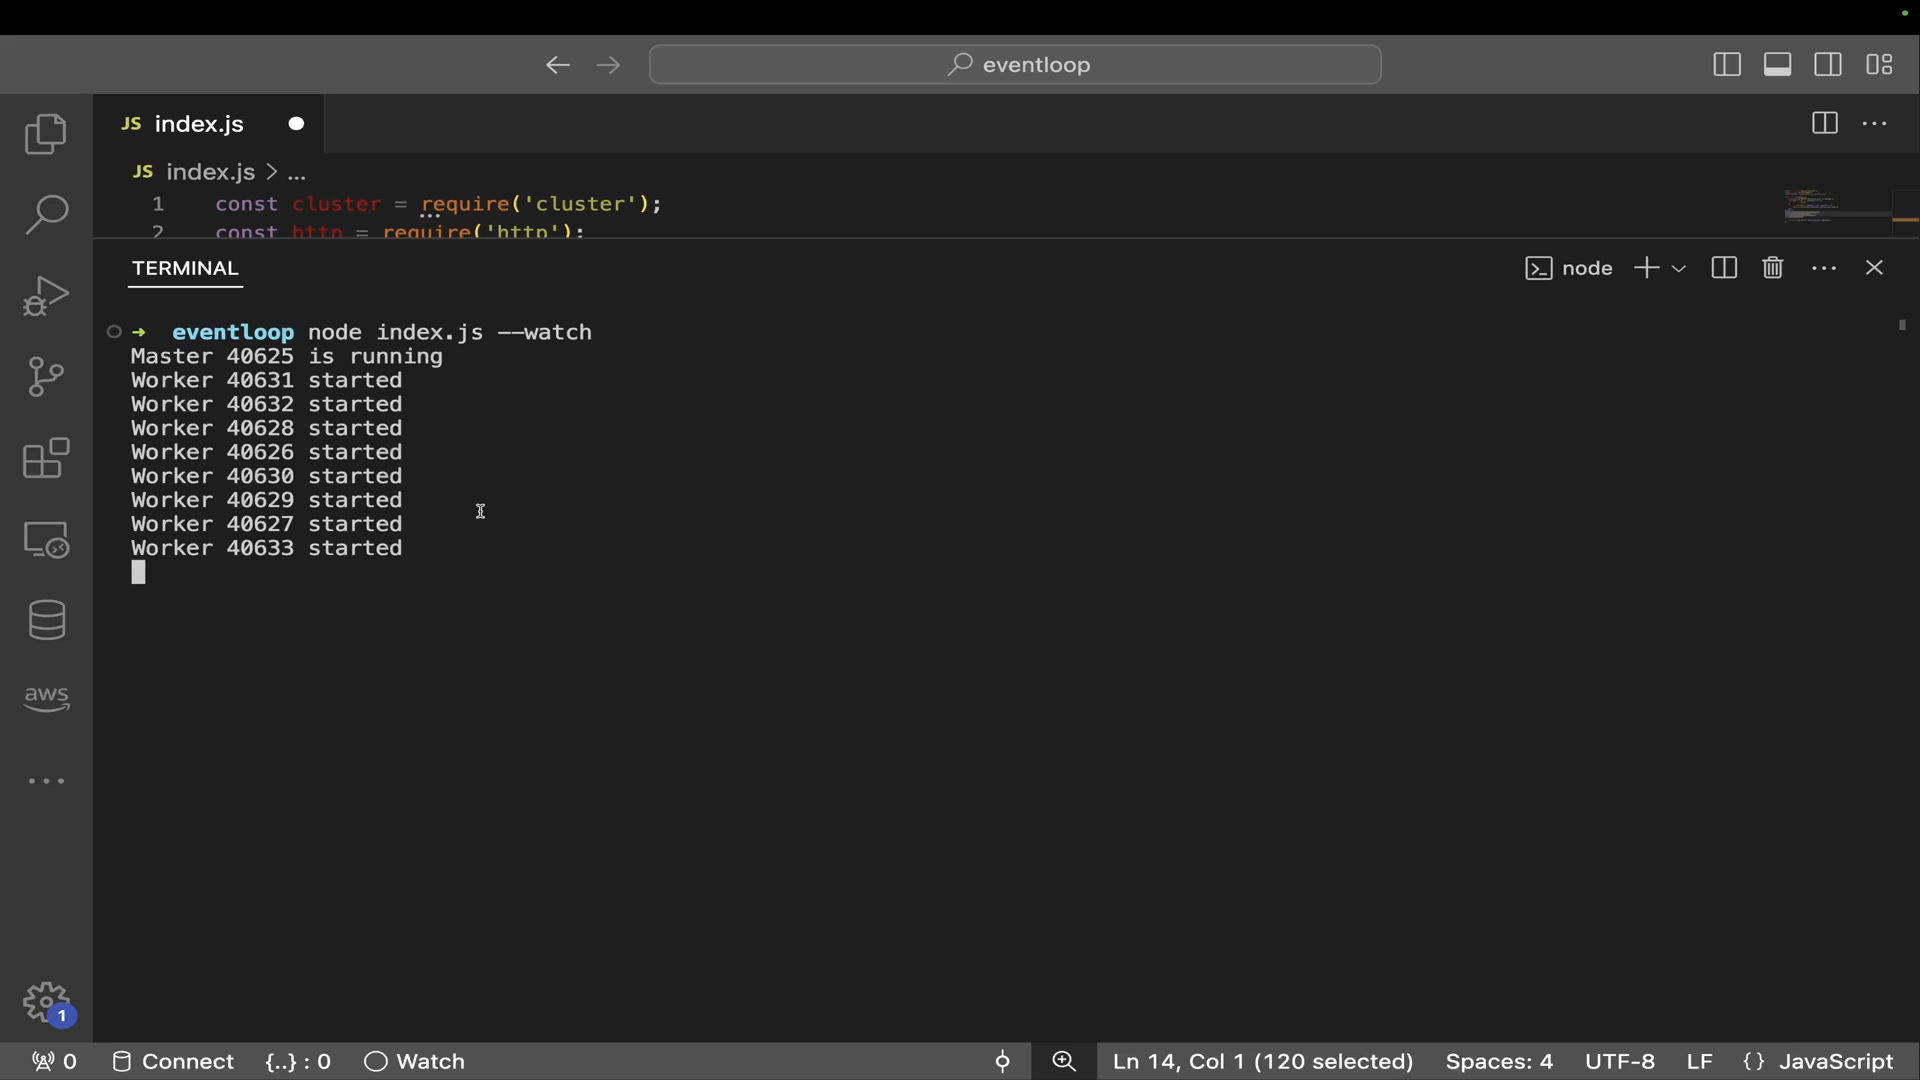 eventloop
JS index.js
JS index.js > ...
1 const cluster = require('cluster');
2 const http = require('http');
TERMINAL
node
➜ eventloop node index.js --watch
Master 40625 is running
Worker 40631 started
Worker 40632 started
Worker 40628 started
Worker 40626 started
Worker 40630 started
Worker 40629 started
Worker 40627 started
Worker 40633 started
aws
1
0 Connect {..} : 0 Watch Ln 14, Col 1 (120 selected) Spaces: 4 UTF-8 LF {} JavaScript